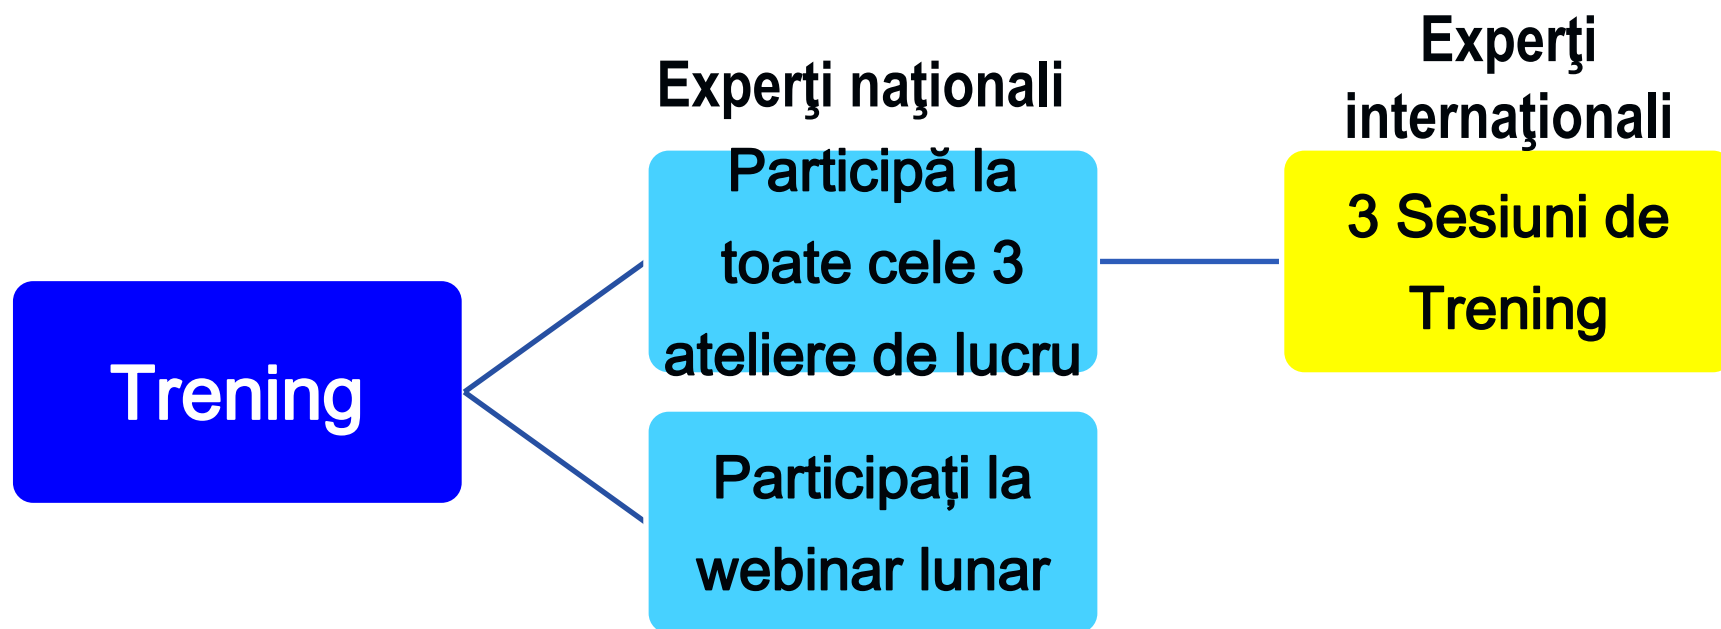 Experţi naţionali
Experţi
internaţionali
Trening
Participă la
toate cele 3
ateliere de lucru
3 Sesiuni de
Trening
Participați la
webinar lunar